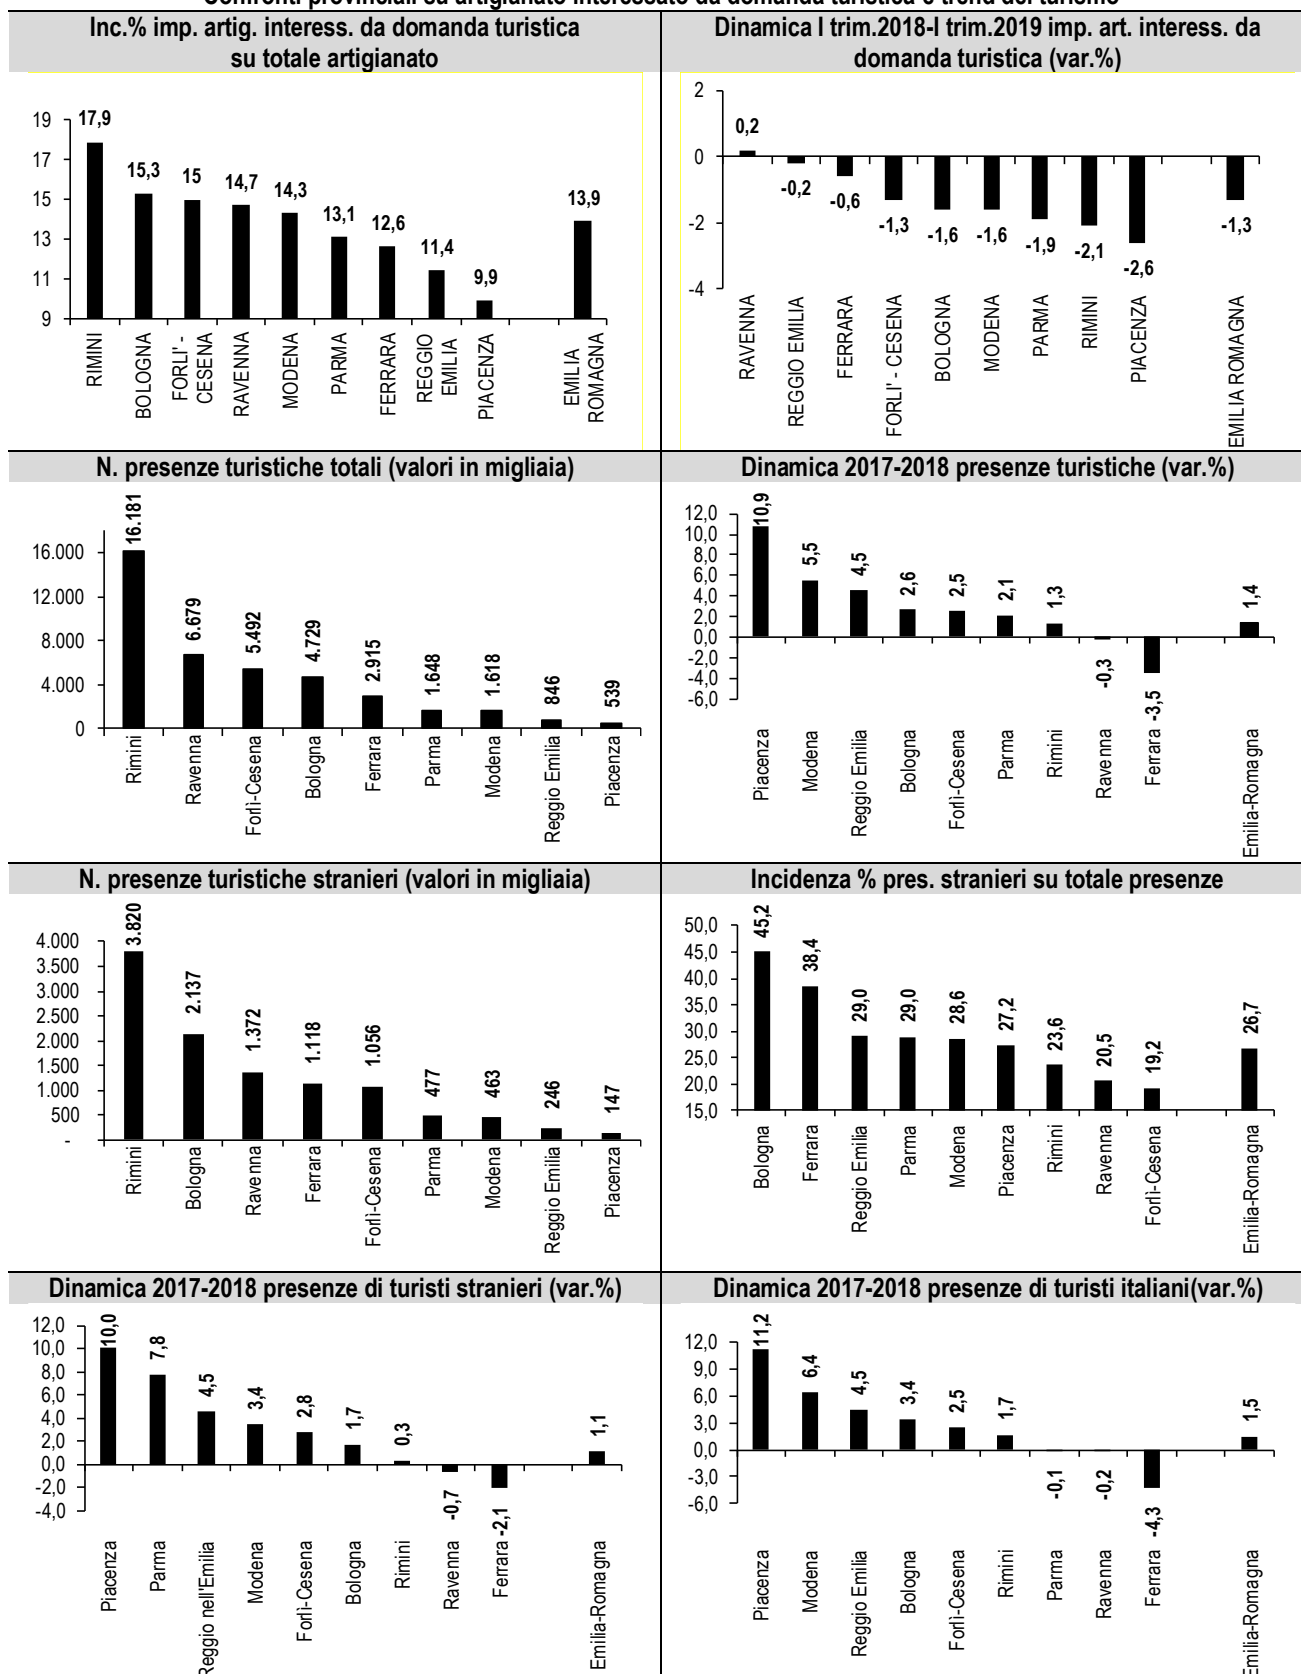 Confronti provinciali su artigianato interessato da domanda turistica e trend del turismo
Inc.% imp. artig. interess. da domanda turistica
su totale artigianato
19
17
15
13
11
9
17,9
15,3
15
14,7
14,3
13,1
12,6
11,4
9,9
13,9
RIMINI
BOLOGNA
FORLI' -
CESENA
RAVENNA
MODENA
PARMA
FERRARA
REGGIO
EMILIA
PIACENZA
EMILIA
ROMAGNA
Dinamica I trim.2018-I trim.2019 imp. art. interess. da
domanda turistica (var.%)
2
0
-2
-4
0,2
-0,2
-0,6
-1,3
-1,6
-1,6
-1,9
-2,1
-2,6
-1,3
RAVENNA
REGGIO EMILIA
FERRARA
FORLI' - CESENA
BOLOGNA
MODENA
PARMA
RIMINI
PIACENZA
EMILIA ROMAGNA
N. presenze turistiche totali (valori in migliaia)
16.000
12.000
8.000
4.000
0
16.181
6.679
5.492
4.729
2.915
1.648
1.618
846
539
Rimini
Ravenna
Forlì-Cesena
Bologna
Ferrara
Parma
Modena
Reggio Emilia
Piacenza
Dinamica 2017-2018 presenze turistiche (var.%)
12,0
10,0
8,0
6,0
4,0
2,0
0,0
-2,0
-4,0
-6,0
10,9
5,5
4,5
2,6
2,5
2,1
1,3
-0,3
-3,5
1,4
Piacenza
Modena
Reggio Emilia
Bologna
Forlì-Cesena
Parma
Rimini
Ravenna
Ferrara
Emilia-Romagna
N. presenze turistiche stranieri (valori in migliaia)
4.000
3.500
3.000
2.500
2.000
1.500
1.000
500
-
3.820
2.137
1.372
1.118
1.056
477
463
246
147
Rimini
Bologna
Ravenna
Ferrara
Forlì-Cesena
Parma
Modena
Reggio Emilia
Piacenza
Incidenza % pres. stranieri su totale presenze
50,0
45,0
40,0
35,0
30,0
25,0
20,0
15,0
45,2
38,4
29,0
29,0
28,6
27,2
23,6
20,5
19,2
26,7
Bologna
Ferrara
Reggio Emilia
Parma
Modena
Piacenza
Rimini
Ravenna
Forlì-Cesena
Emilia-Romagna
Dinamica 2017-2018 presenze di turisti stranieri (var.%)
12,0
10,0
8,0
6,0
4,0
2,0
0,0
-2,0
-4,0
10,0
7,8
4,5
3,4
2,8
1,7
0,3
-0,7
-2,1
1,1
Piacenza
Parma
Reggio nell'Emilia
Modena
Forlì-Cesena
Bologna
Rimini
Ravenna
Ferrara
Emilia-Romagna
Dinamica 2017-2018 presenze di turisti italiani(var.%)
12,0
9,0
6,0
3,0
0,0
-3,0
-6,0
11,2
6,4
4,5
3,4
2,5
1,7
-0,1
-0,2
-4,3
1,5
Piacenza
Modena
Reggio Emilia
Bologna
Forlì-Cesena
Rimini
Parma
Ravenna
Ferrara
Emilia-Romagna